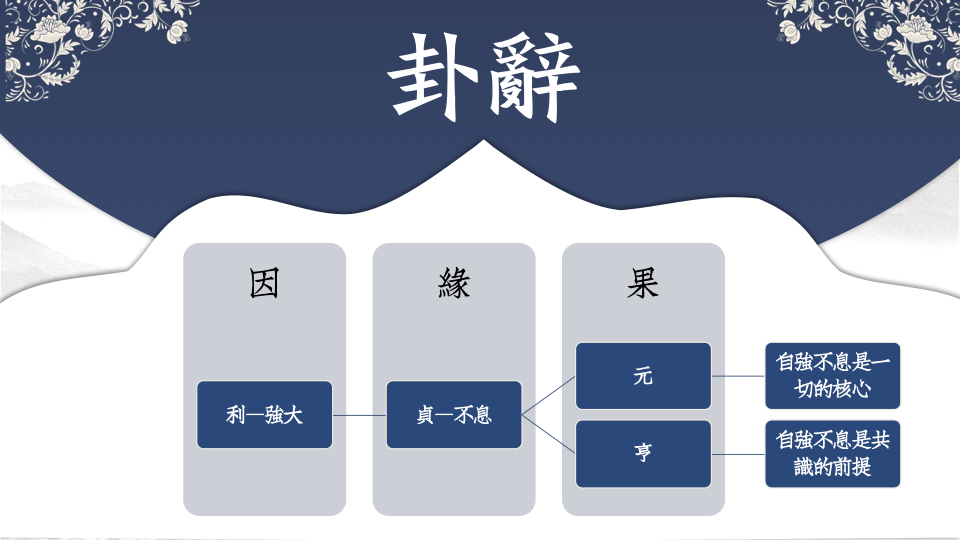 卦辭
因
緣
果
利—強大
貞—不息
元
亨
自強不息是一
切的核心
自強不息是共
識的前提